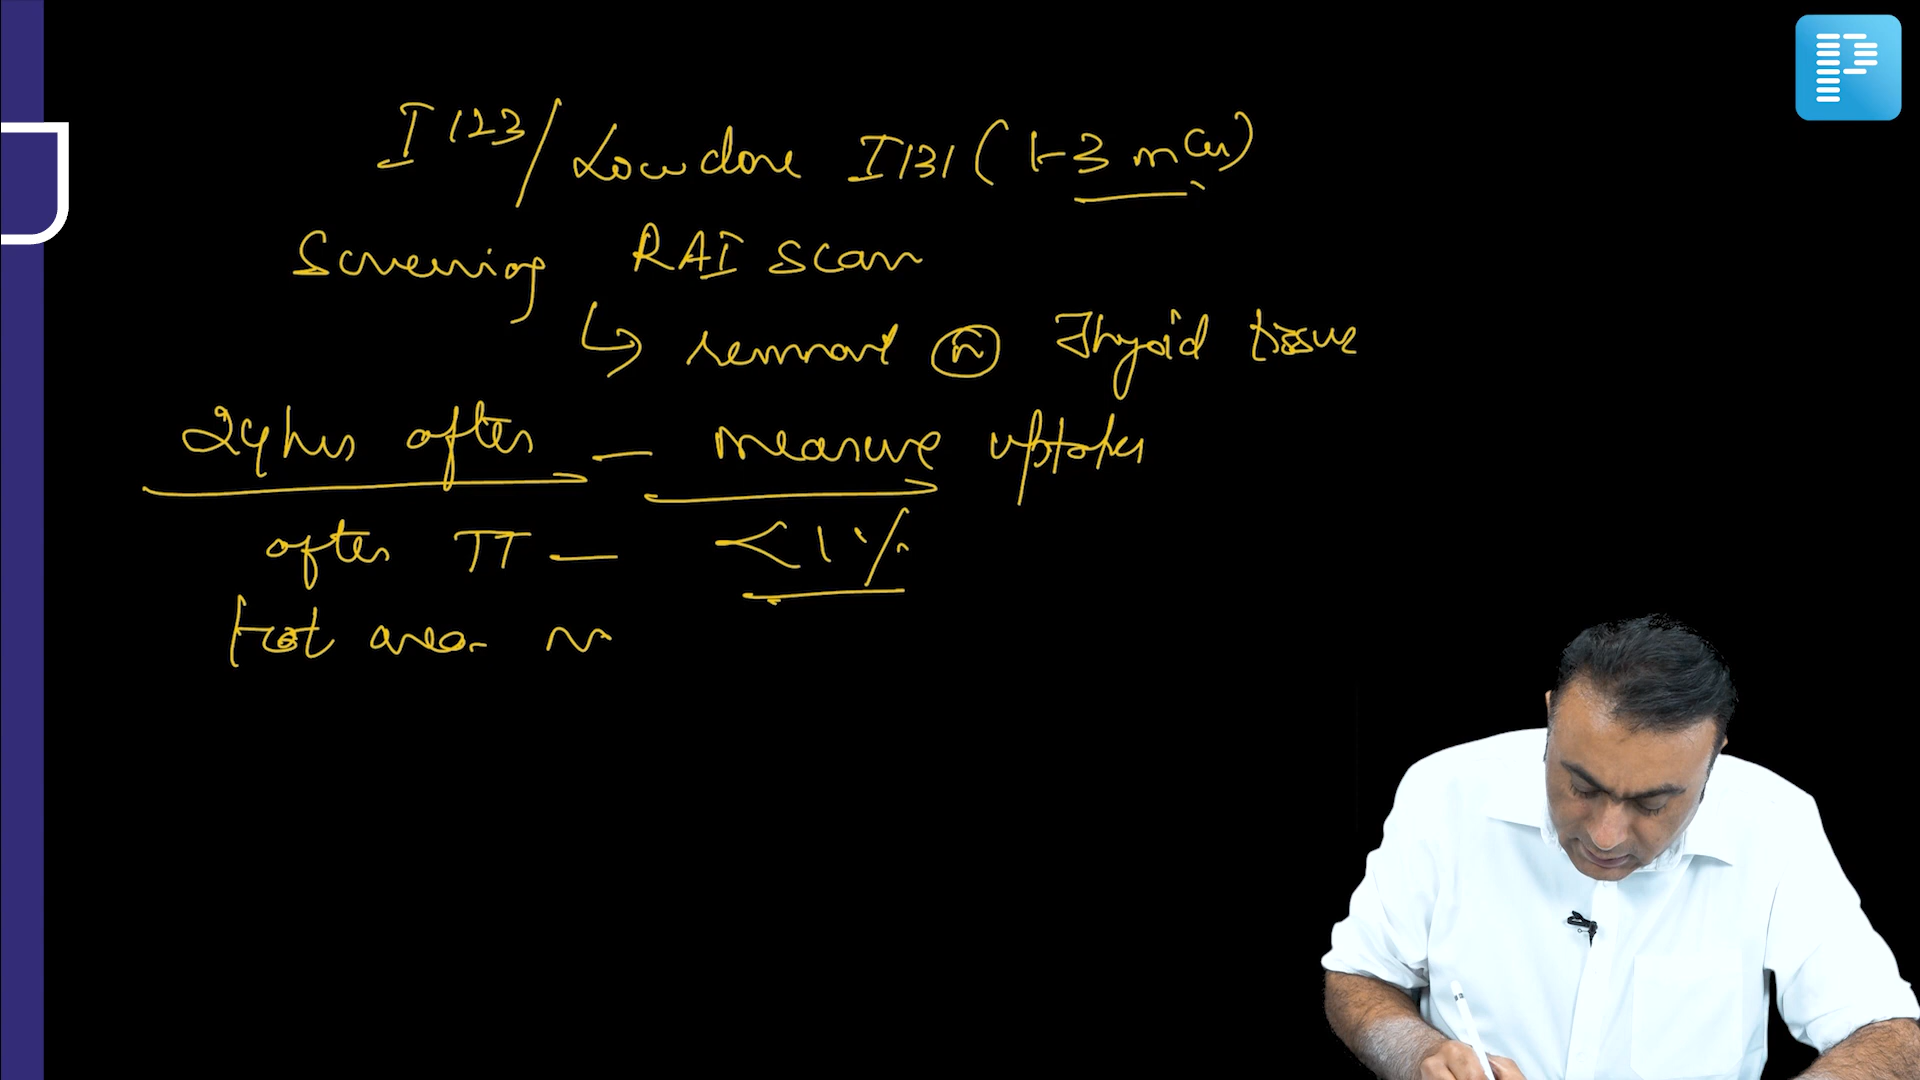 I 123/ Low dose I131 ( 1-3 mCu)
Screening RAI scan
↳ remnant ⓝ Thyroid tissue
24hrs after — measure uptake
after TT — <1%
hot area